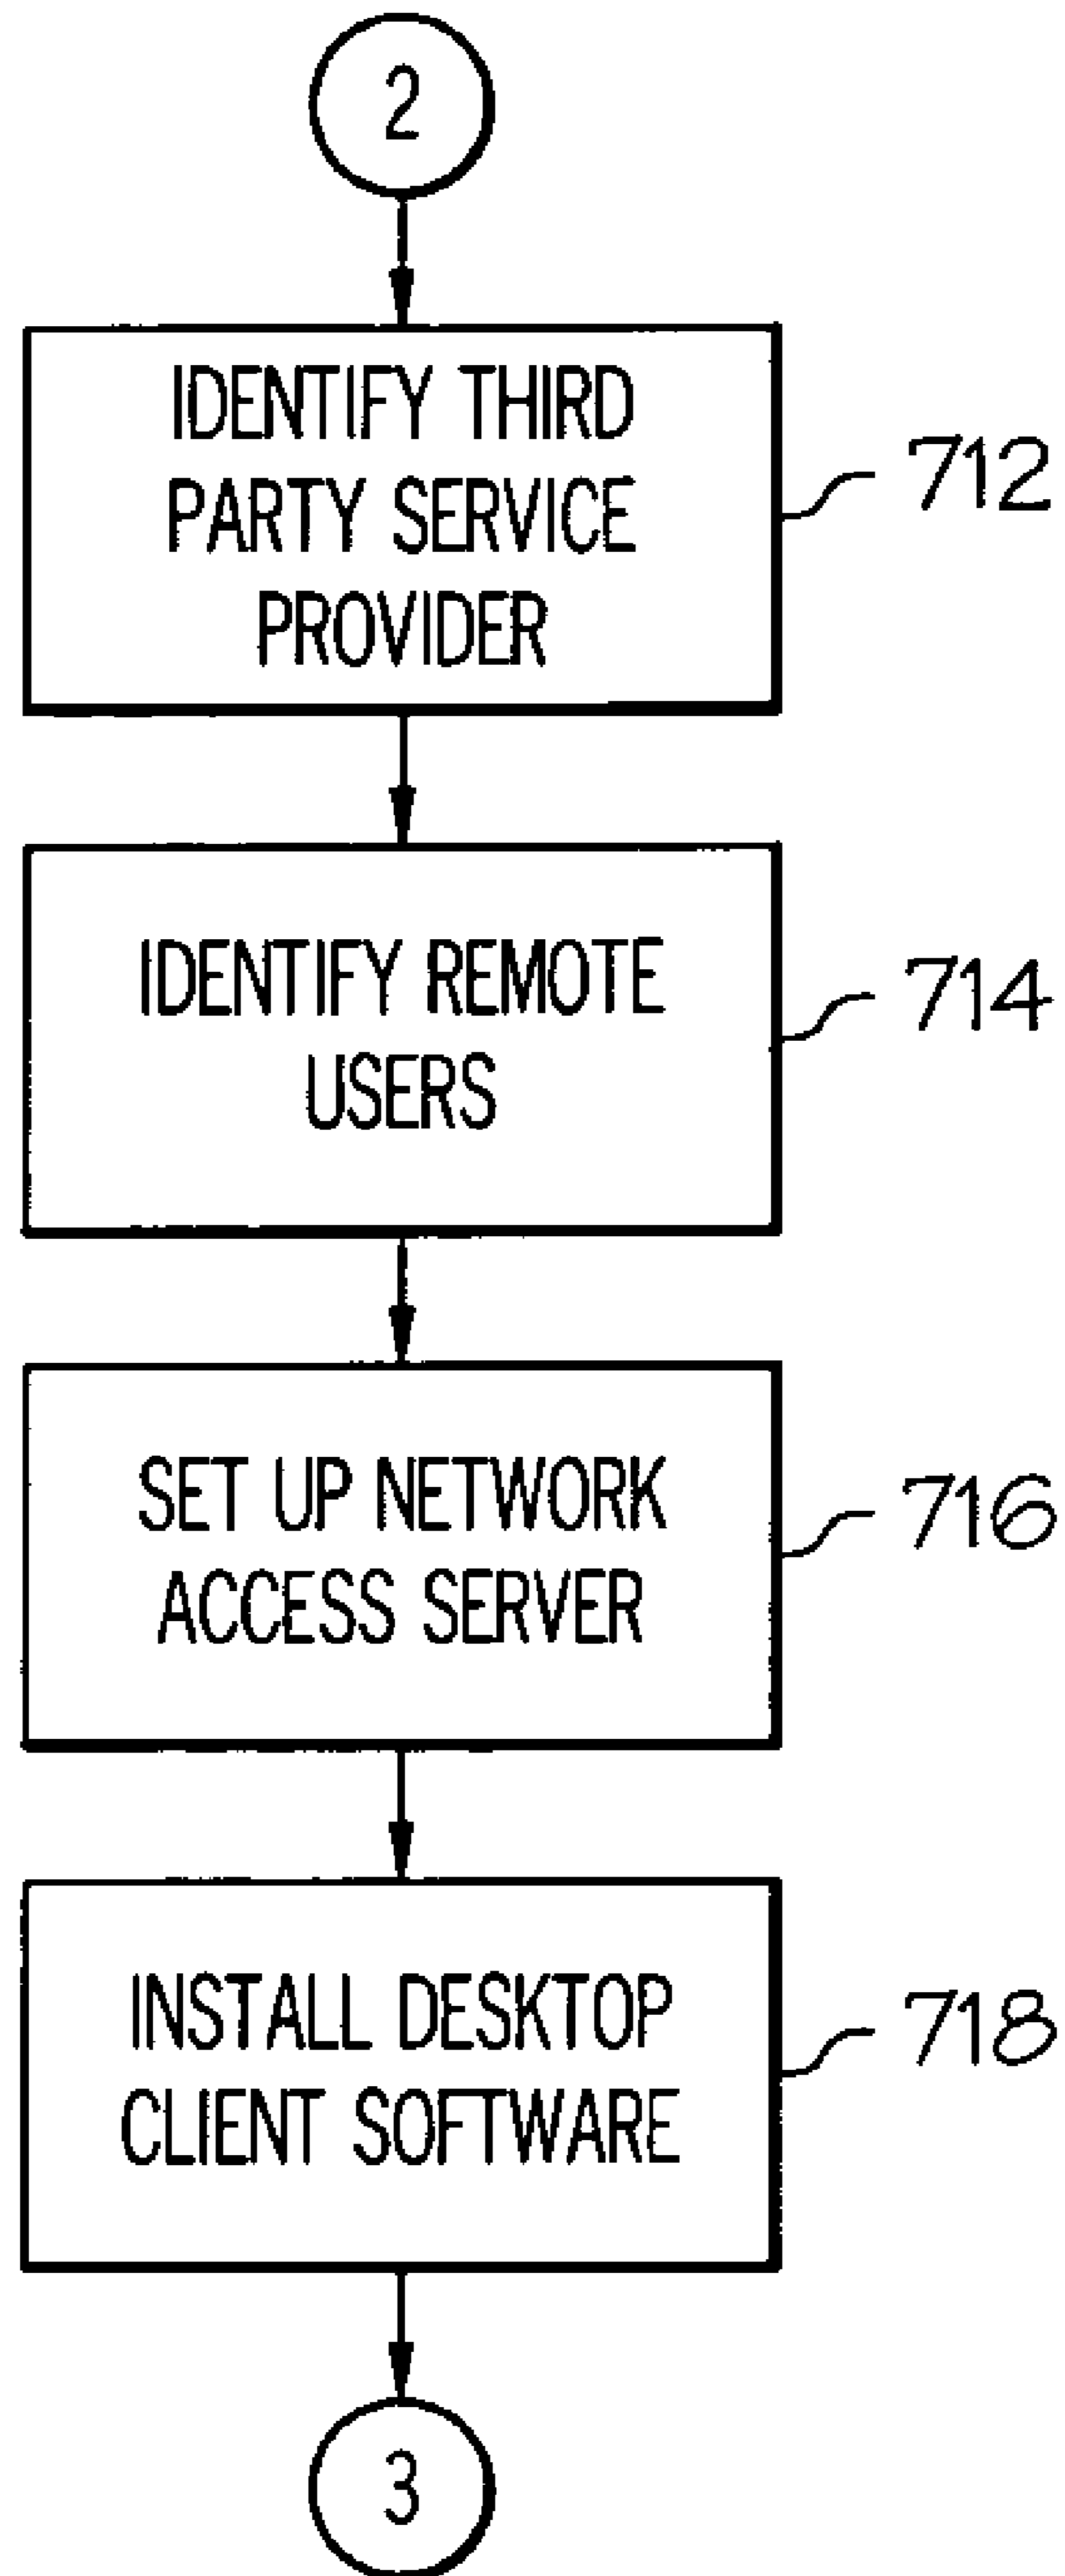 2
IDENTIFY THIRD
PARTY SERVICE
PROVIDER
712
IDENTIFY REMOTE
USERS
714
SET UP NETWORK
ACCESS SERVER
716
INSTALL DESKTOP
CLIENT SOFTWARE
718
3